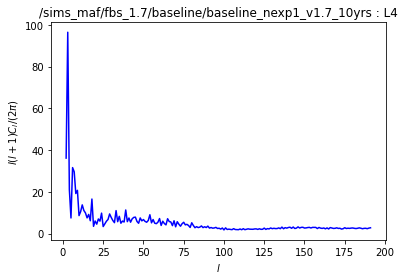 /sims_maf/fbs_1.7/baseline/baseline_nexp1_v1.7_10yrs : L4
100
80
60
40
20
0
l(l + 1)C_l/(2π)
0 25 50 75 100 125 150 175 200
l